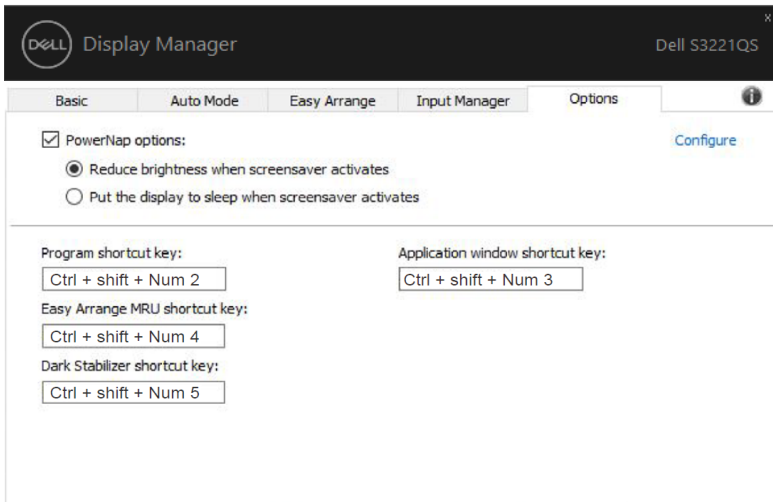 x
DELL Display Manager Dell S3221QS
Basic Auto Mode Easy Arrange Input Manager Options i
PowerNap options: Configure
Reduce brightness when screensaver activates
Put the display to sleep when screensaver activates
Program shortcut key: Application window shortcut key:
Ctrl + shift + Num 2 Ctrl + shift + Num 3
Easy Arrange MRU shortcut key:
Ctrl + shift + Num 4
Dark Stabilizer shortcut key:
Ctrl + shift + Num 5